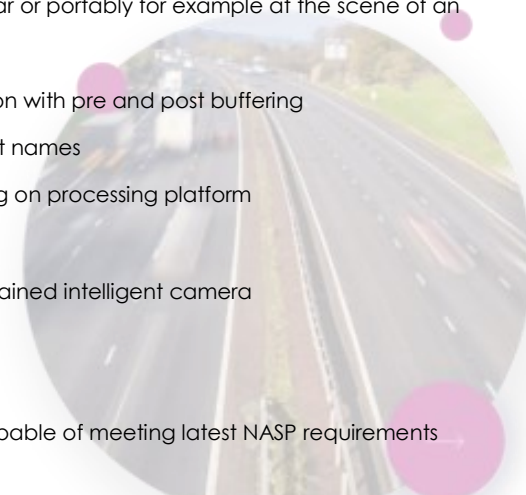 ar or portably for example at the scene of an
on with pre and post buffering
t names
g on processing platform
ained intelligent camera
pable of meeting latest NASP requirements